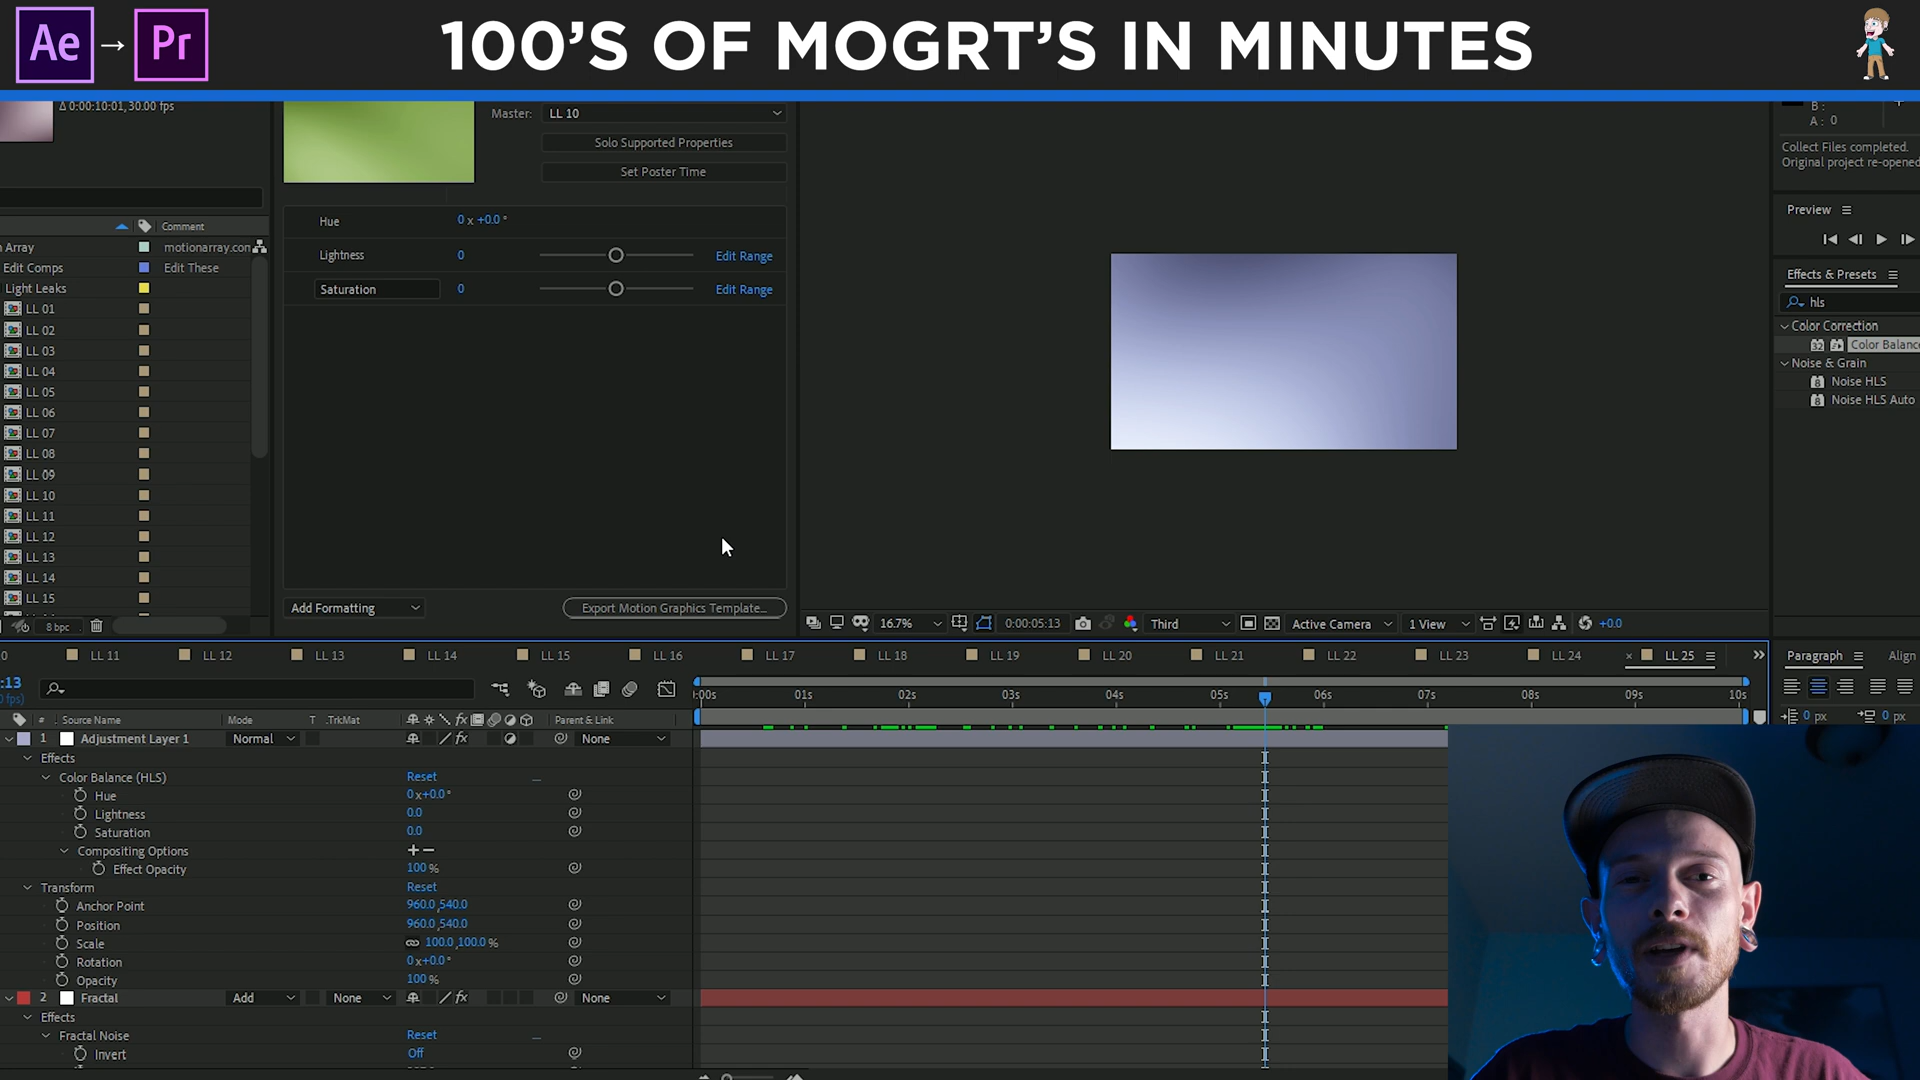 Ae → Pr
100'S OF MOGRT'S IN MINUTES
Δ 0:00:10:01, 30.00 fps
Master: LL 10
Solo Supported Properties
Set Poster Time
Hue 0 x +0.0 °
Lightness 0 Edit Range
Saturation 0 Edit Range
Add Formatting
Export Motion Graphics Template...
Comment
Array motionarray.con
Edit Comps Edit These
Light Leaks
LL 01
LL 02
LL 03
LL 04
LL 05
LL 06
LL 07
LL 08
LL 09
LL 10
LL 11
LL 12
LL 13
LL 14
LL 15
8 bpc
B :
A : 0
Collect Files completed.
Original project re-opened
Preview
Effects & Presets
hls
Color Correction
32 Color Balance
Noise & Grain
8 Noise HLS
8 Noise HLS Auto
16.7% 0:00:05:13 Third Active Camera 1 View +0.0
0 LL 11 LL 12 LL 13 LL 14 LL 15 LL 16 LL 17 LL 18 LL 19 LL 20 LL 21 LL 22 LL 23 LL 24 × LL 25 »
Paragraph Align
0 px 0 px
:13
fps)
:00s 01s 02s 03s 04s 05s 06s 07s 08s 09s 10s
# Source Name Mode T .TrkMat fx Parent & Link
1 Adjustment Layer 1 Normal fx None
Effects
Color Balance (HLS) Reset
Hue 0x+0.0°
Lightness 0.0
Saturation 0.0
Compositing Options + −
Effect Opacity 100 %
Transform Reset
Anchor Point 960.0,540.0
Position 960.0,540.0
Scale 100.0,100.0 %
Rotation 0x+0.0°
Opacity 100 %
2 Fractal Add None fx None
Effects
Fractal Noise Reset
Invert Off